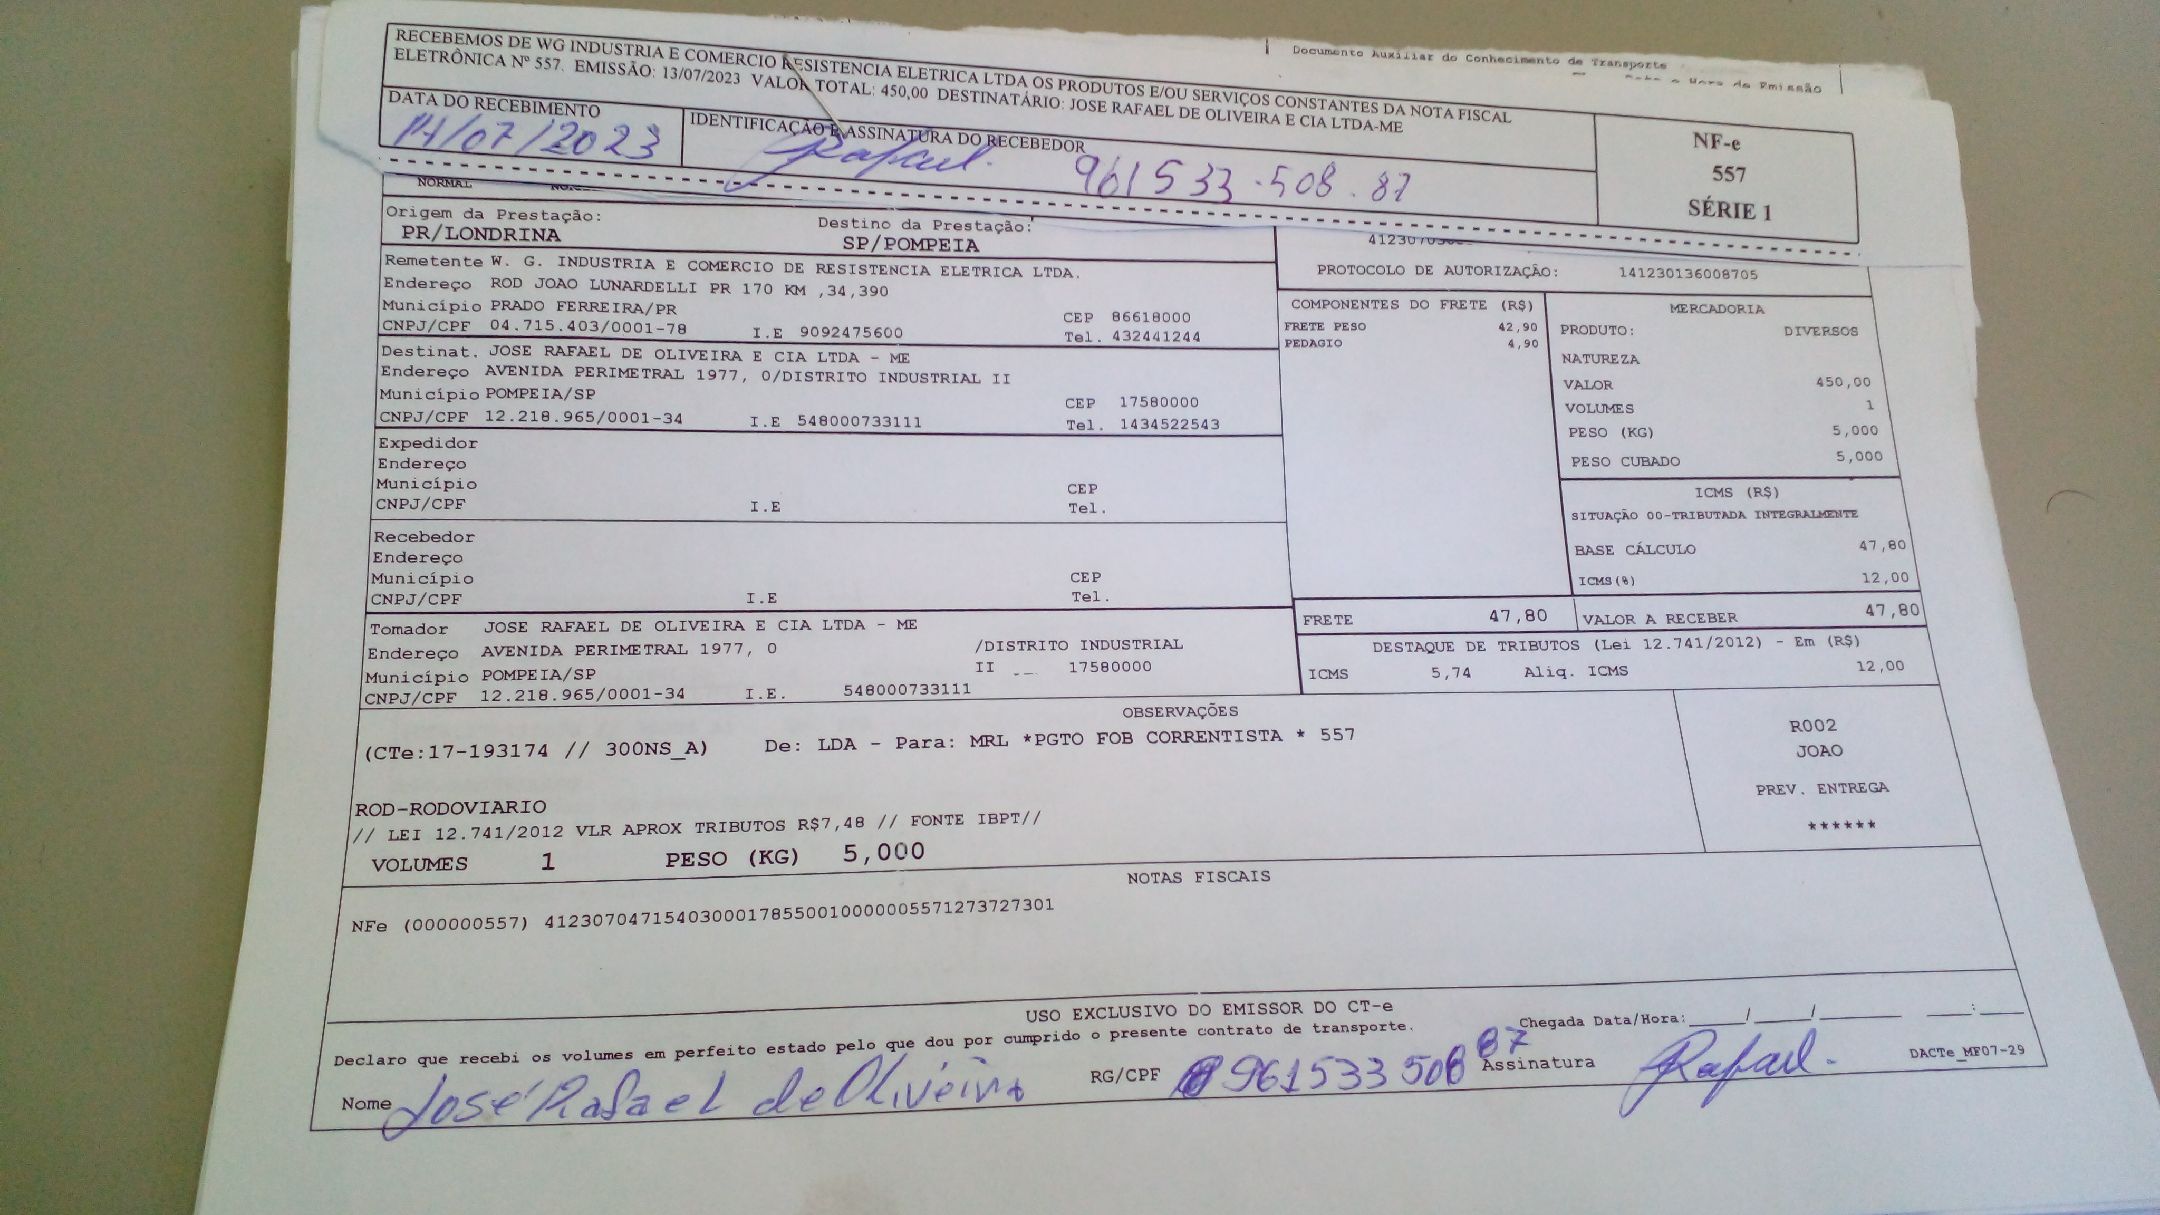 Documento Auxiliar do Conhecimento de Transporte
RECEBEMOS DE WG INDUSTRIA E COMERCIO RESISTENCIA ELETRICA LTDA OS PRODUTOS E/OU SERVIÇOS CONSTANTES DA NOTA FISCAL
ELETRÔNICA Nº 557. EMISSÃO: 13/07/2023 VALOR TOTAL: 450,00 DESTINATÁRIO: JOSE RAFAEL DE OLIVEIRA E CIA LTDA-ME
DATA DO RECEBIMENTO
14/07/2023
IDENTIFICAÇÃO E ASSINATURA DO RECEBEDOR
Rafael. 961533.508.87
NF-e
557
SÉRIE 1
NORMAL
Origem da Prestação:
PR/LONDRINA
Destino da Prestação:
SP/POMPEIA
PROTOCOLO DE AUTORIZAÇÃO: 141230136008705
Remetente W. G. INDUSTRIA E COMERCIO DE RESISTENCIA ELETRICA LTDA.
Endereço ROD JOAO LUNARDELLI PR 170 KM ,34,390
Município PRADO FERREIRA/PR CEP 86618000
CNPJ/CPF 04.715.403/0001-78 I.E 9092475600 Tel. 432441244
Destinat. JOSE RAFAEL DE OLIVEIRA E CIA LTDA - ME
Endereço AVENIDA PERIMETRAL 1977, 0/DISTRITO INDUSTRIAL II
Município POMPEIA/SP CEP 17580000
CNPJ/CPF 12.218.965/0001-34 I.E 548000733111 Tel. 1434522543
Expedidor
Endereço
Município CEP
CNPJ/CPF I.E Tel.
Recebedor
Endereço
Município CEP
CNPJ/CPF I.E Tel.
Tomador JOSE RAFAEL DE OLIVEIRA E CIA LTDA - ME
Endereço AVENIDA PERIMETRAL 1977, 0 /DISTRITO INDUSTRIAL
Município POMPEIA/SP II 17580000
CNPJ/CPF 12.218.965/0001-34 I.E. 548000733111
COMPONENTES DO FRETE (R$)
FRETE PESO 42,90
PEDAGIO 4,90
MERCADORIA
PRODUTO: DIVERSOS
NATUREZA
VALOR 450,00
VOLUMES 1
PESO (KG) 5,000
PESO CUBADO 5,000
ICMS (R$)
SITUAÇÃO 00-TRIBUTADA INTEGRALMENTE
BASE CÁLCULO 47,80
ICMS(%) 12,00
FRETE 47,80 VALOR A RECEBER 47,80
DESTAQUE DE TRIBUTOS (Lei 12.741/2012) - Em (R$)
ICMS 5,74 Aliq. ICMS 12,00
OBSERVAÇÕES
(CTe:17-193174 // 300NS_A) De: LDA - Para: MRL *PGTO FOB CORRENTISTA * 557
ROD-RODOVIARIO
// LEI 12.741/2012 VLR APROX TRIBUTOS R$7,48 // FONTE IBPT//
VOLUMES 1 PESO (KG) 5,000
R002
JOAO
PREV. ENTREGA
******
NOTAS FISCAIS
NFe (000000557) 41230704715403000178550010000005571273727301
USO EXCLUSIVO DO EMISSOR DO CT-e
Declaro que recebi os volumes em perfeito estado pelo que dou por cumprido o presente contrato de transporte. Chegada Data/Hora:____/____/______ ___:___
Nome José Rafael de Oliveira RG/CPF 961533508 87 Assinatura Rafael. DACTe_MF07-29